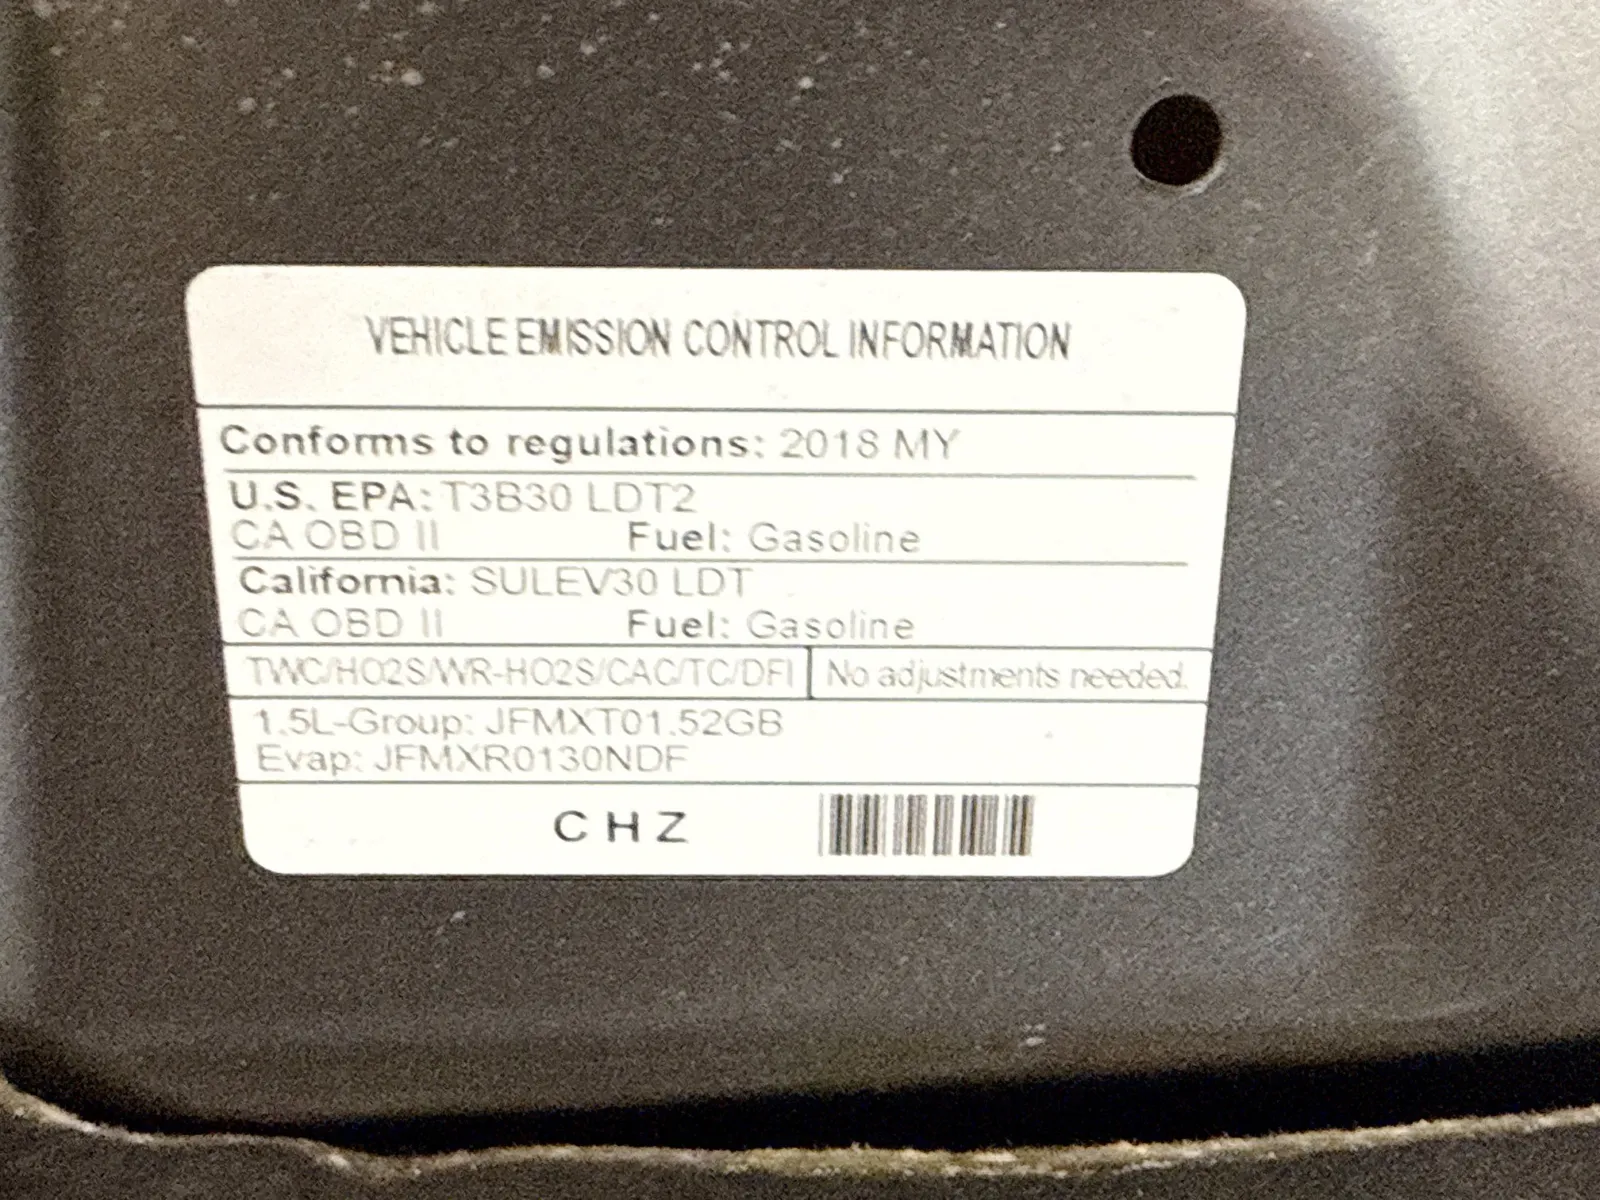 VEHICLE EMISSION CONTROL INFORMATION
Conforms to regulations: 2018 MY
U.S. EPA: T3B30 LDT2
CA OBD II Fuel: Gasoline
California: SULEV30 LDT
CA OBD II Fuel: Gasoline
TWC/HO2S/WR-HO2S/CAC/TC/DFI No adjustments needed.
1.5L-Group: JFMXT01.52GB
Evap: JFMXR0130NDF
CHZ